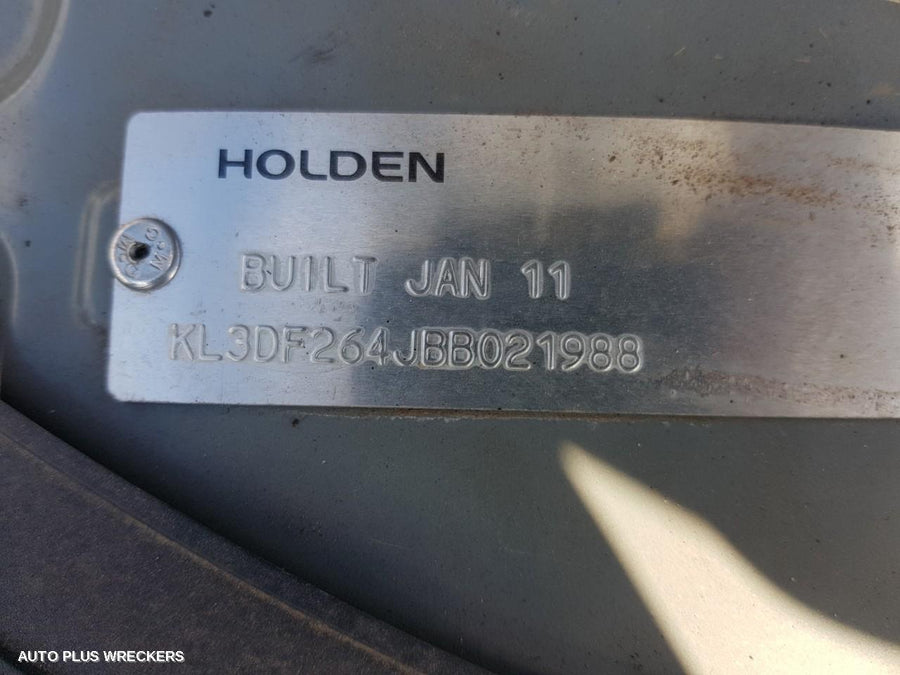 HOLDEN
BUILT JAN 11
KL3DF264JBB021988
AUTO PLUS WRECKERS